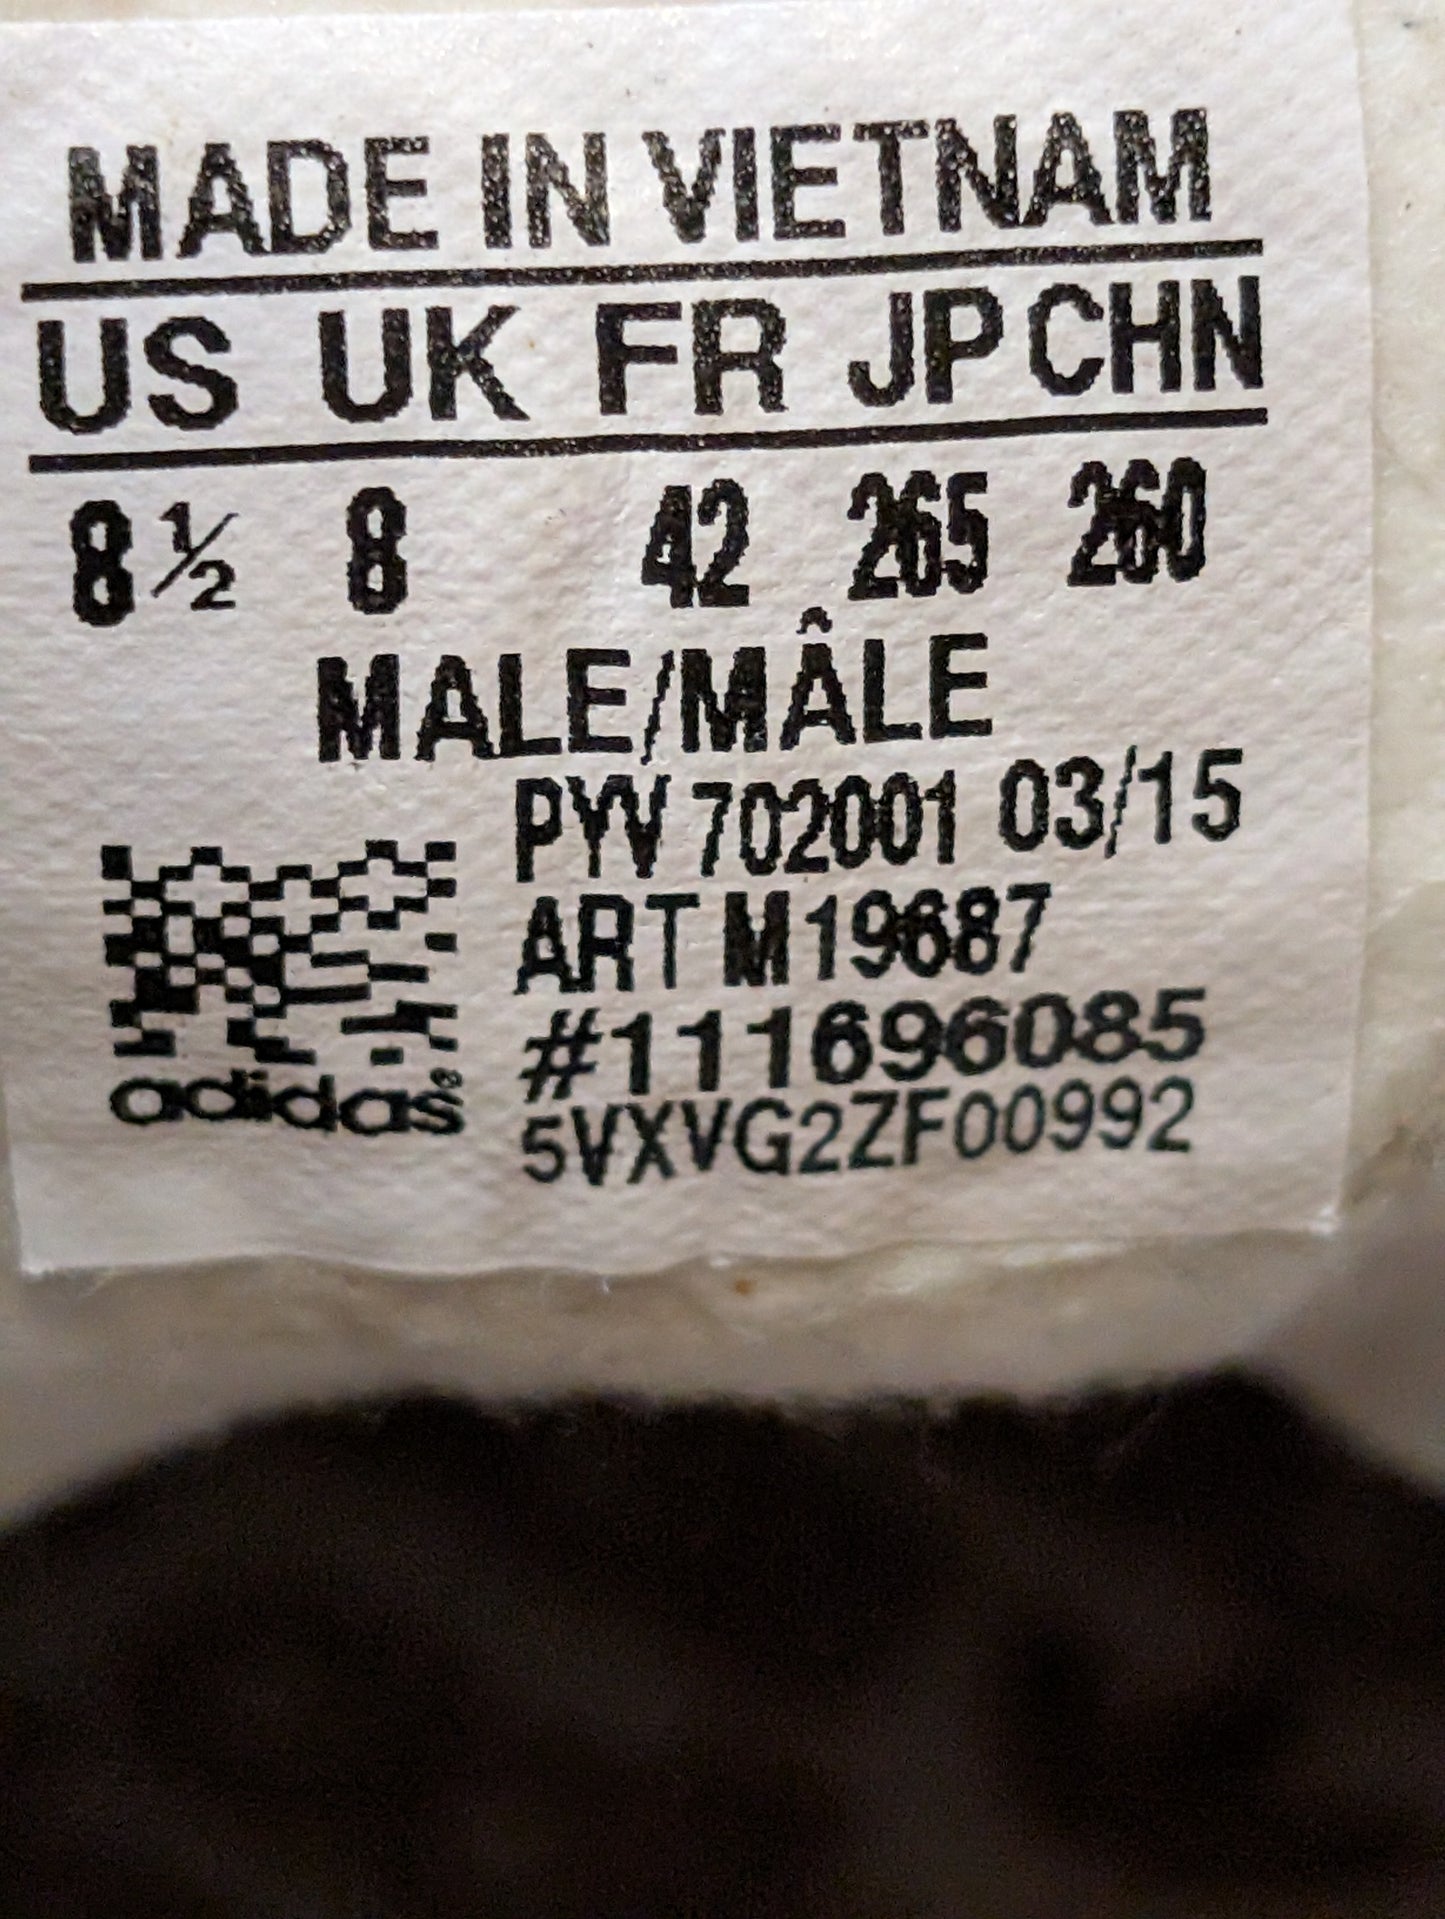 MADE IN VIETNAM
US UK FR JP CHN
8 ½ 8 42 265 260
MALE/MÂLE
PYV 702001 03/15
ART M19687
#111696085
adidas®
5VXVG2ZF00992